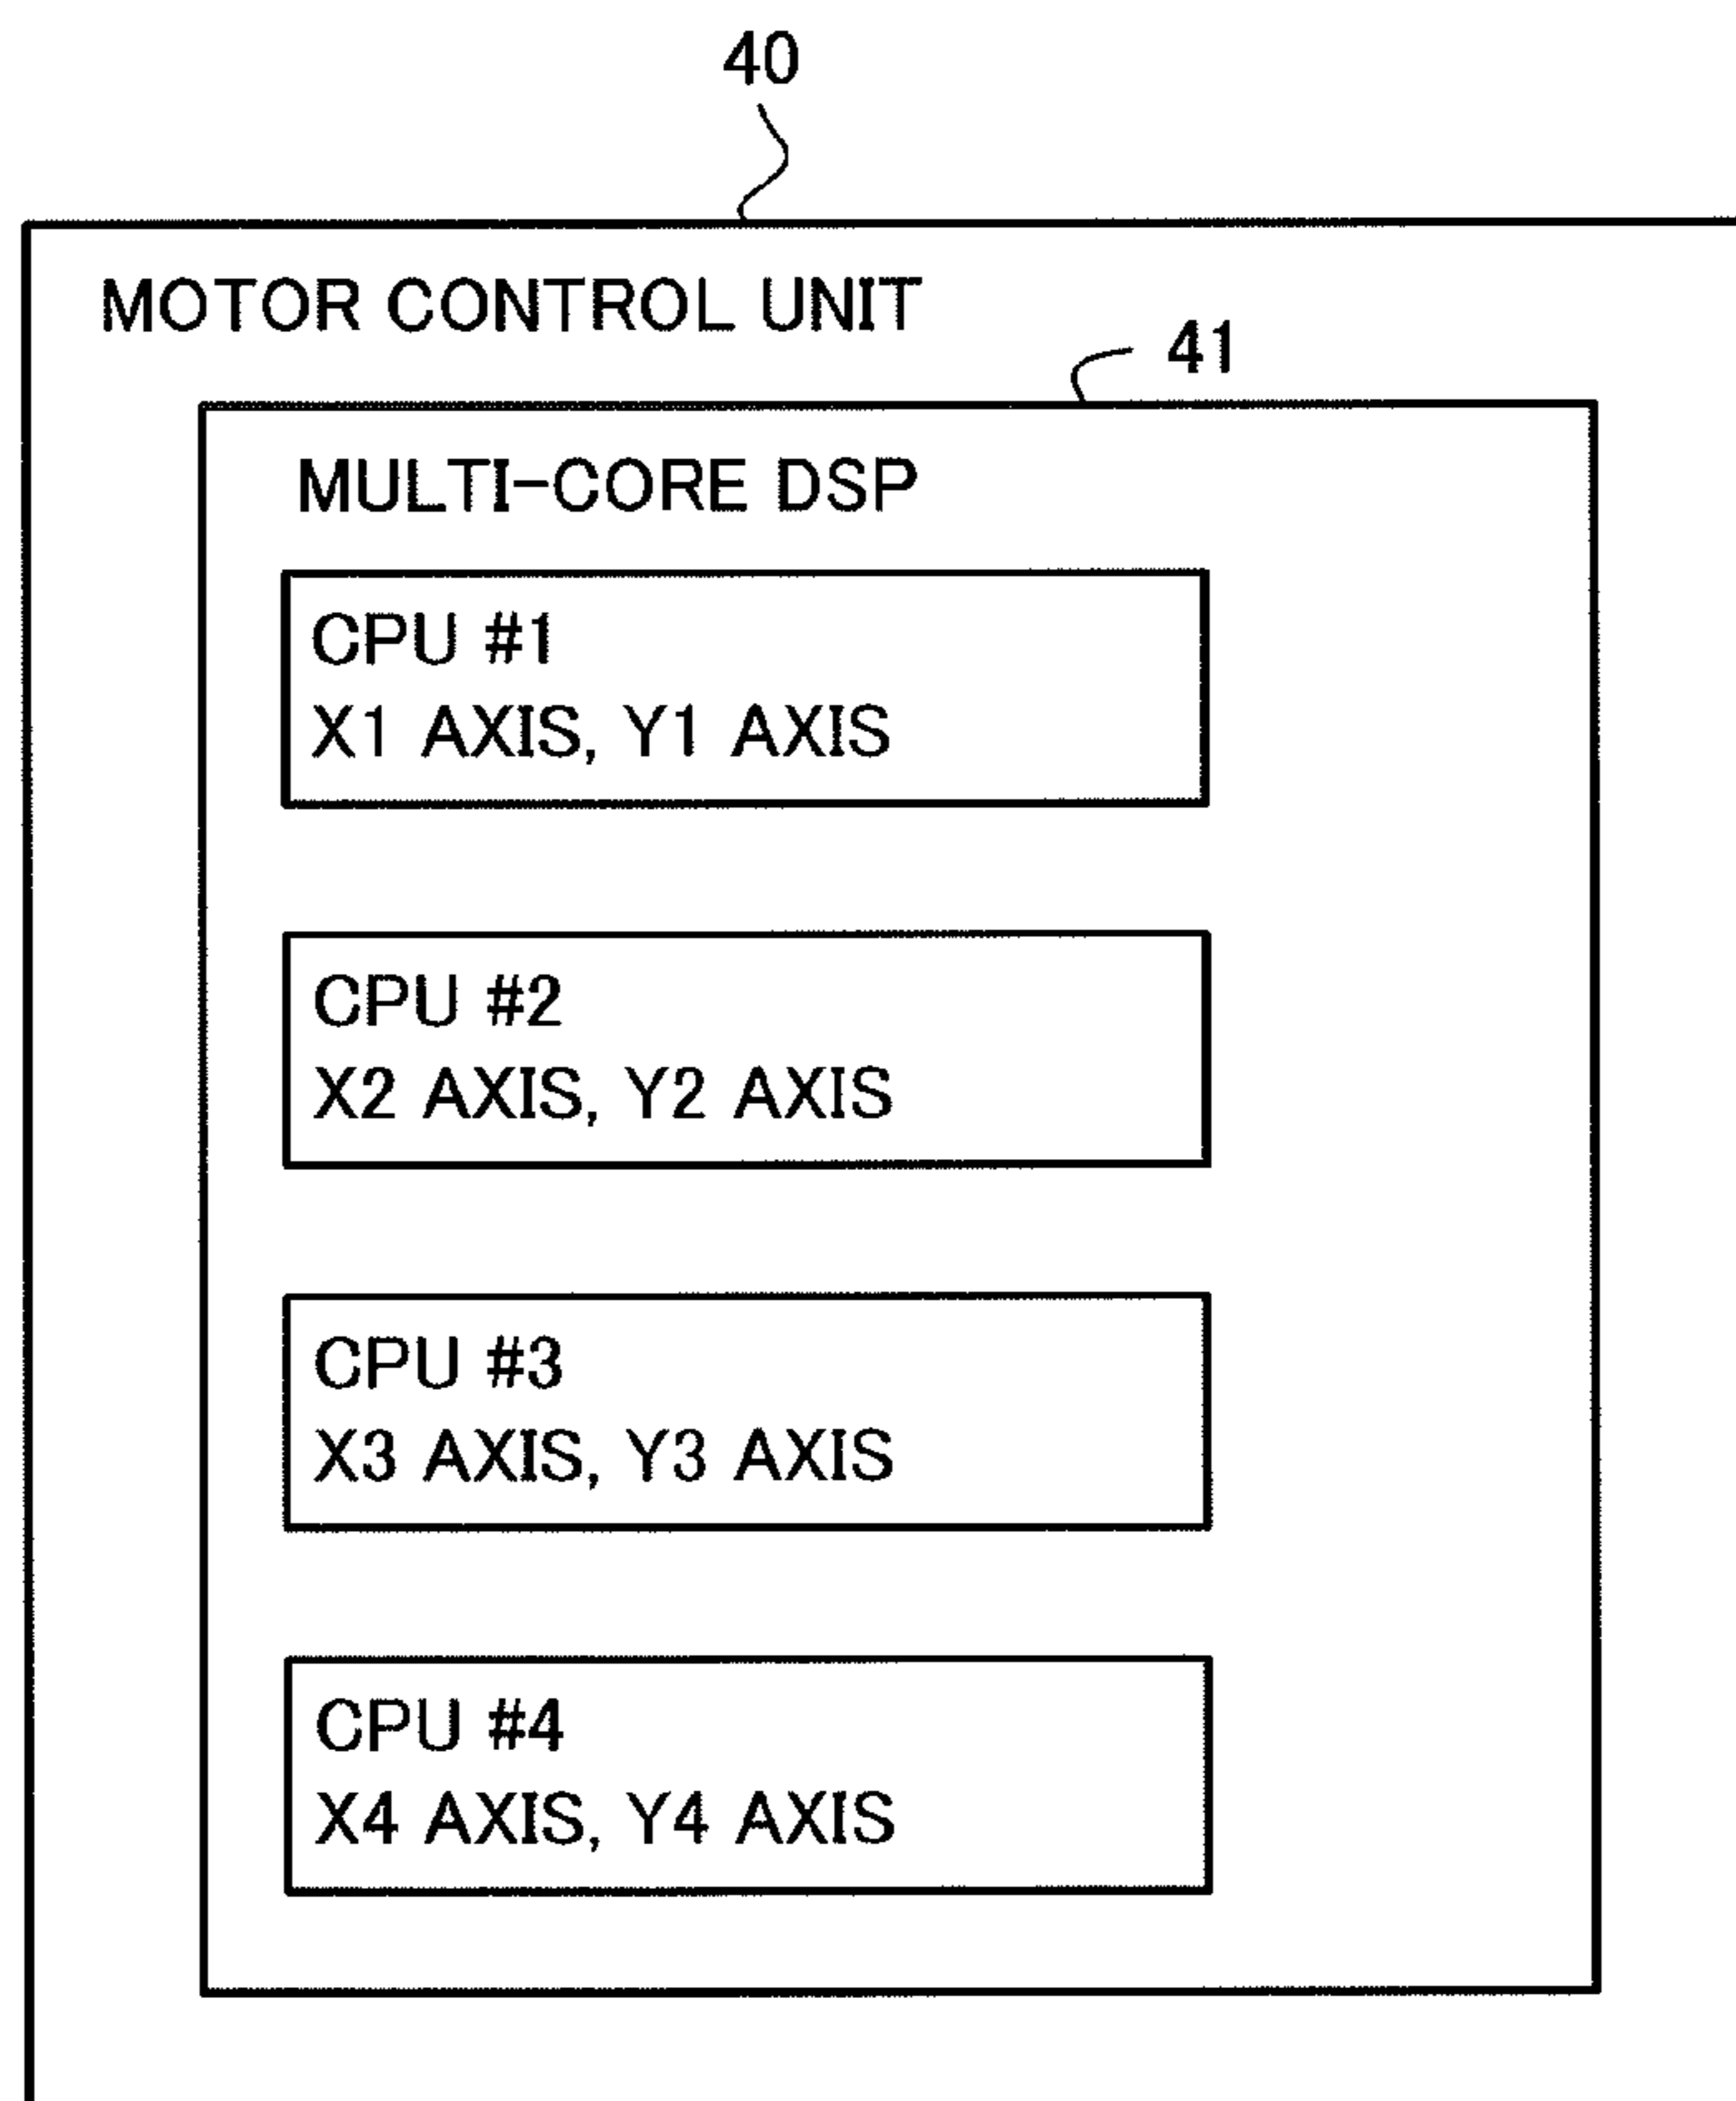 40
MOTOR CONTROL UNIT
41
MULTI-CORE DSP
CPU #1
X1 AXIS, Y1 AXIS
CPU #2
X2 AXIS, Y2 AXIS
CPU #3
X3 AXIS, Y3 AXIS
CPU #4
X4 AXIS, Y4 AXIS